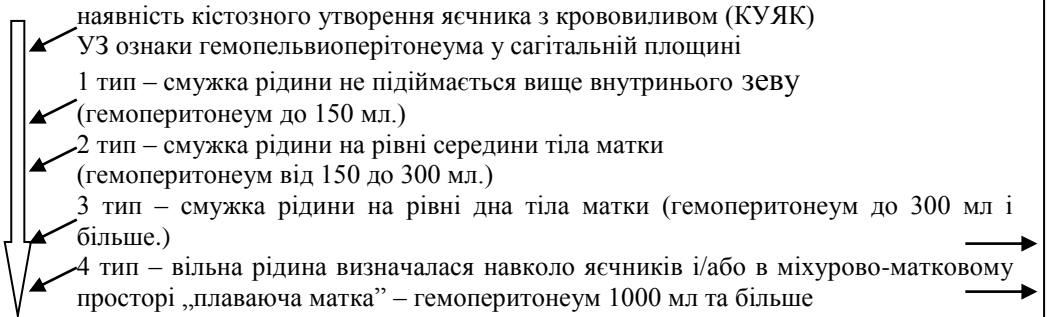 наявність кістозного утворення яєчника з крововиливом (КУЯК)
УЗ ознаки гемопельвиоперітонеума у сагітальній площині
1 тип – смужка рідини не підіймається вище внутринього зеву
(гемоперитонеум до 150 мл.)
2 тип – смужка рідини на рівні середини тіла матки
(гемоперитонеум від 150 до 300 мл.)
3 тип – смужка рідини на рівні дна тіла матки (гемоперитонеум до 300 мл і
більше.)
4 тип – вільна рідина визначалася навколо яєчників і/або в міхурово-матковому
просторі „плаваюча матка” – гемоперитонеум 1000 мл та більше